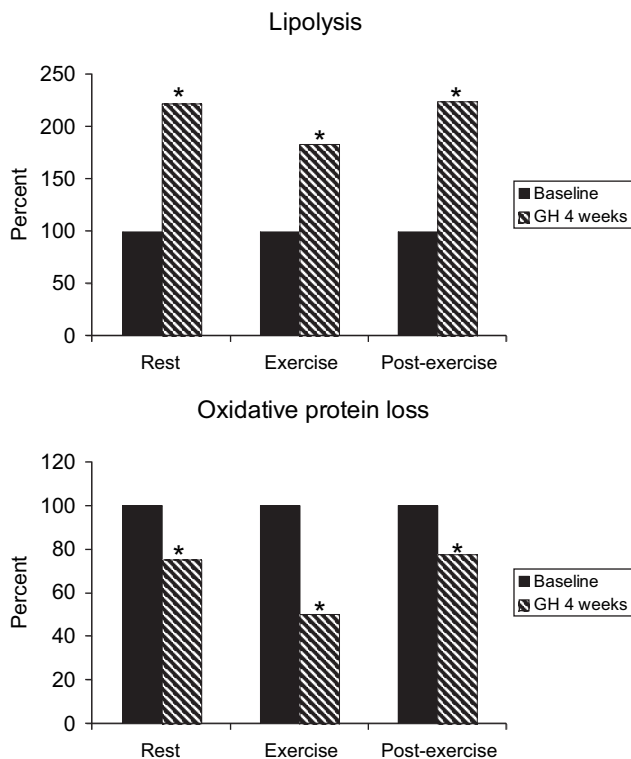 Lipolysis
250
200
150
100
50
0
Percent
*
*
*
Rest Exercise Post-exercise
Baseline
GH 4 weeks
Oxidative protein loss
120
100
80
60
40
20
0
Percent
*
*
*
Rest Exercise Post-exercise
Baseline
GH 4 weeks